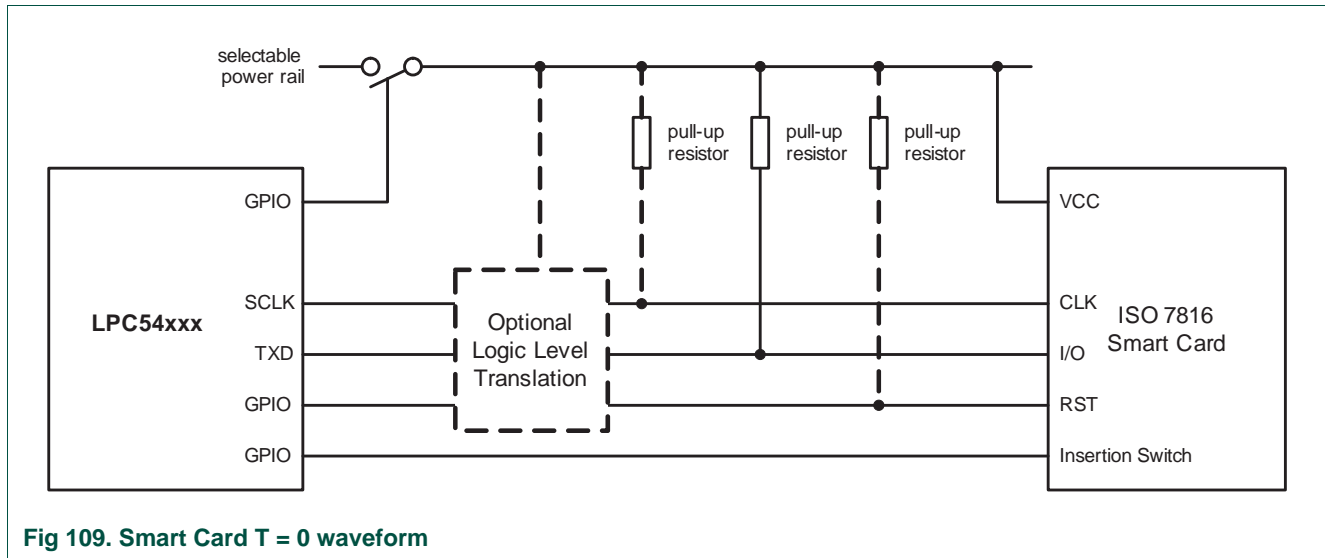 selectable
power rail
pull-up
resistor
pull-up
resistor
pull-up
resistor
GPIO
VCC
LPC54xxx
SCLK
TXD
GPIO
GPIO
Optional
Logic Level
Translation
CLK
I/O
RST
Insertion Switch
ISO 7816
Smart Card
Fig 109. Smart Card T = 0 waveform